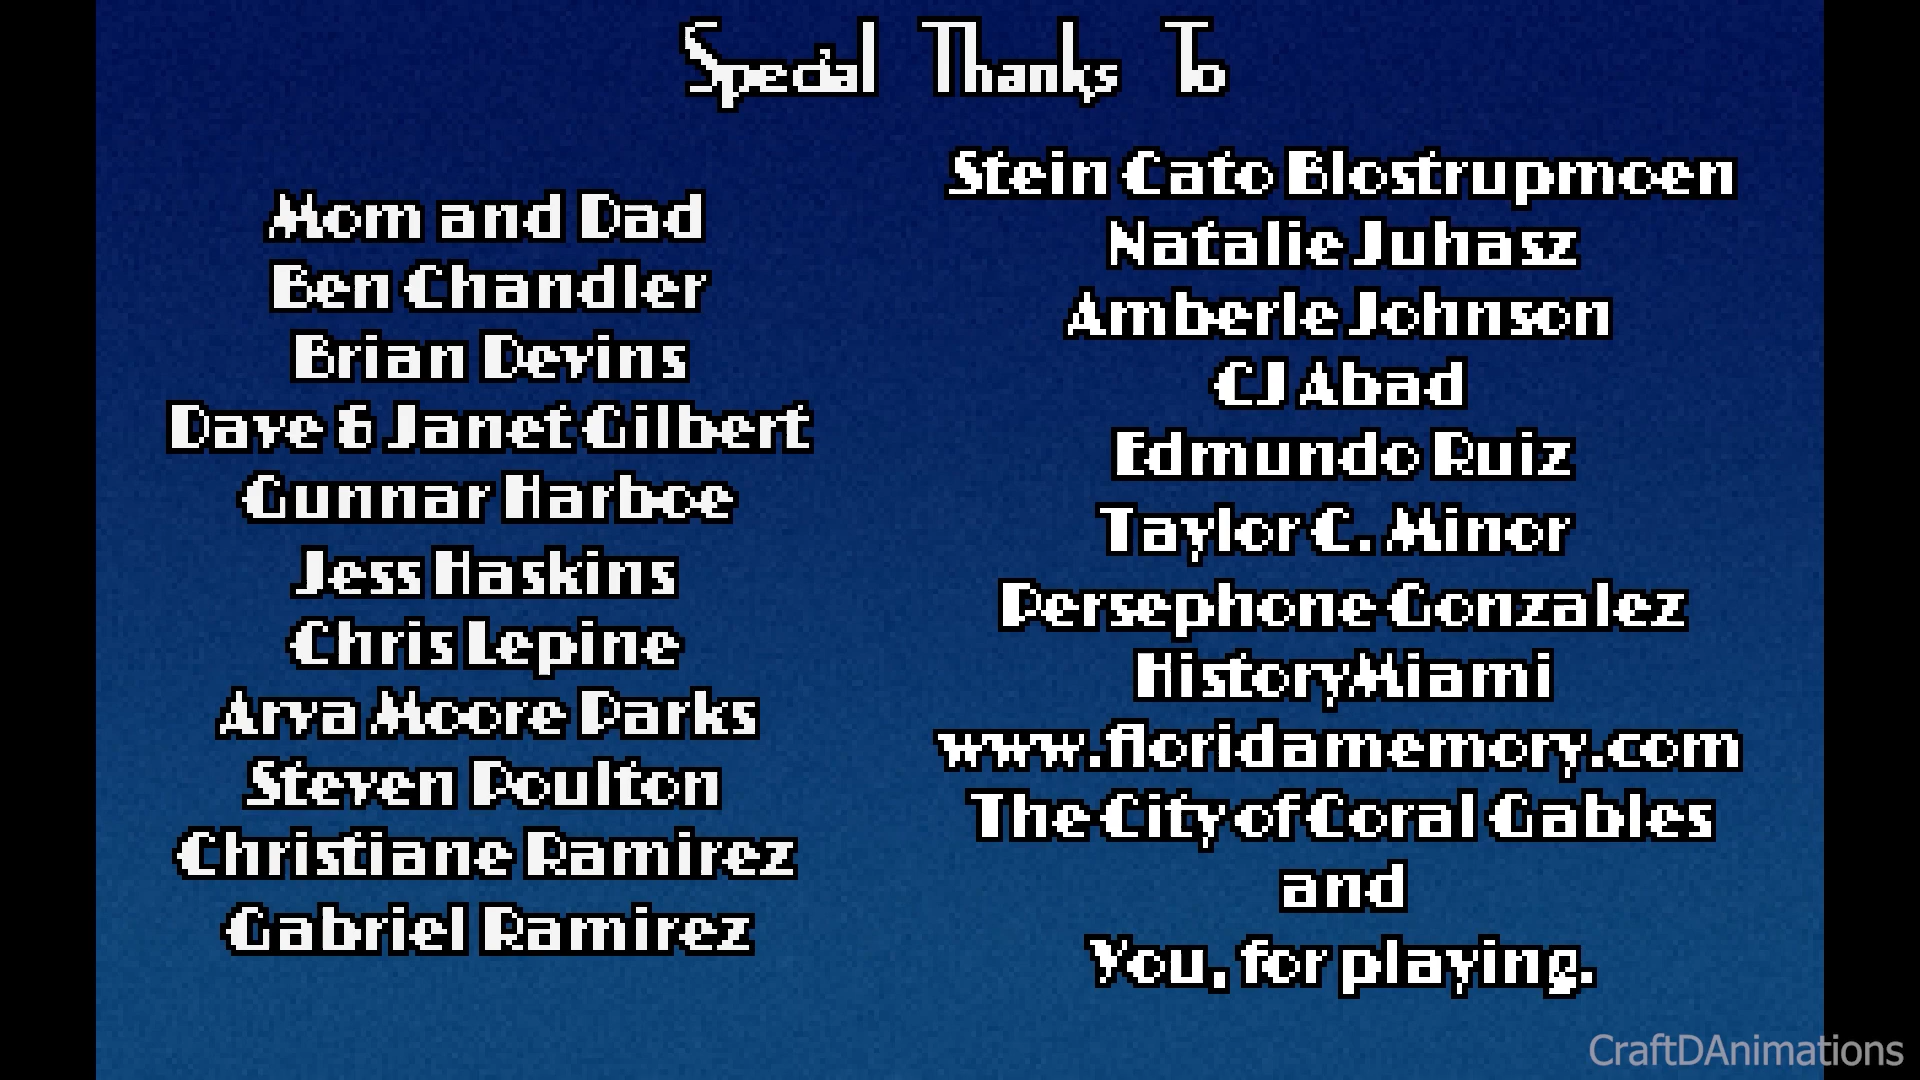 Special Thanks To
Mom and Dad
Ben Chandler
Brian Devins
Dave & Janet Gilbert
Gunnar Harboe
Jess Haskins
Chris Lepine
Arva Moore Parks
Steven Poulton
Christiane Ramirez
Gabriel Ramirez
Stein Cato Blostrupmoen
Natalie Juhasz
Amberle Johnson
CJ Abad
Edmundo Ruiz
Taylor C. Minor
Persephone Gonzalez
HistoryMiami
www.floridamemory.com
The City of Coral Gables
and
You, for playing.
CraftDAnimations